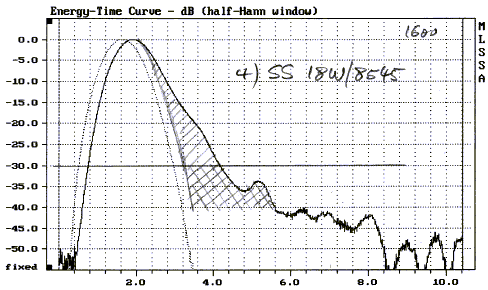 Energy-Time Curve - dB (half-Hann window)
1600
MLSSA
0.0
-5.0
4) SS 18W/8545
-10.0
-15.0
-20.0
-25.0
-30.0
-35.0
-40.0
-45.0
-50.0
fixed
2.0 4.0 6.0 8.0 10.0